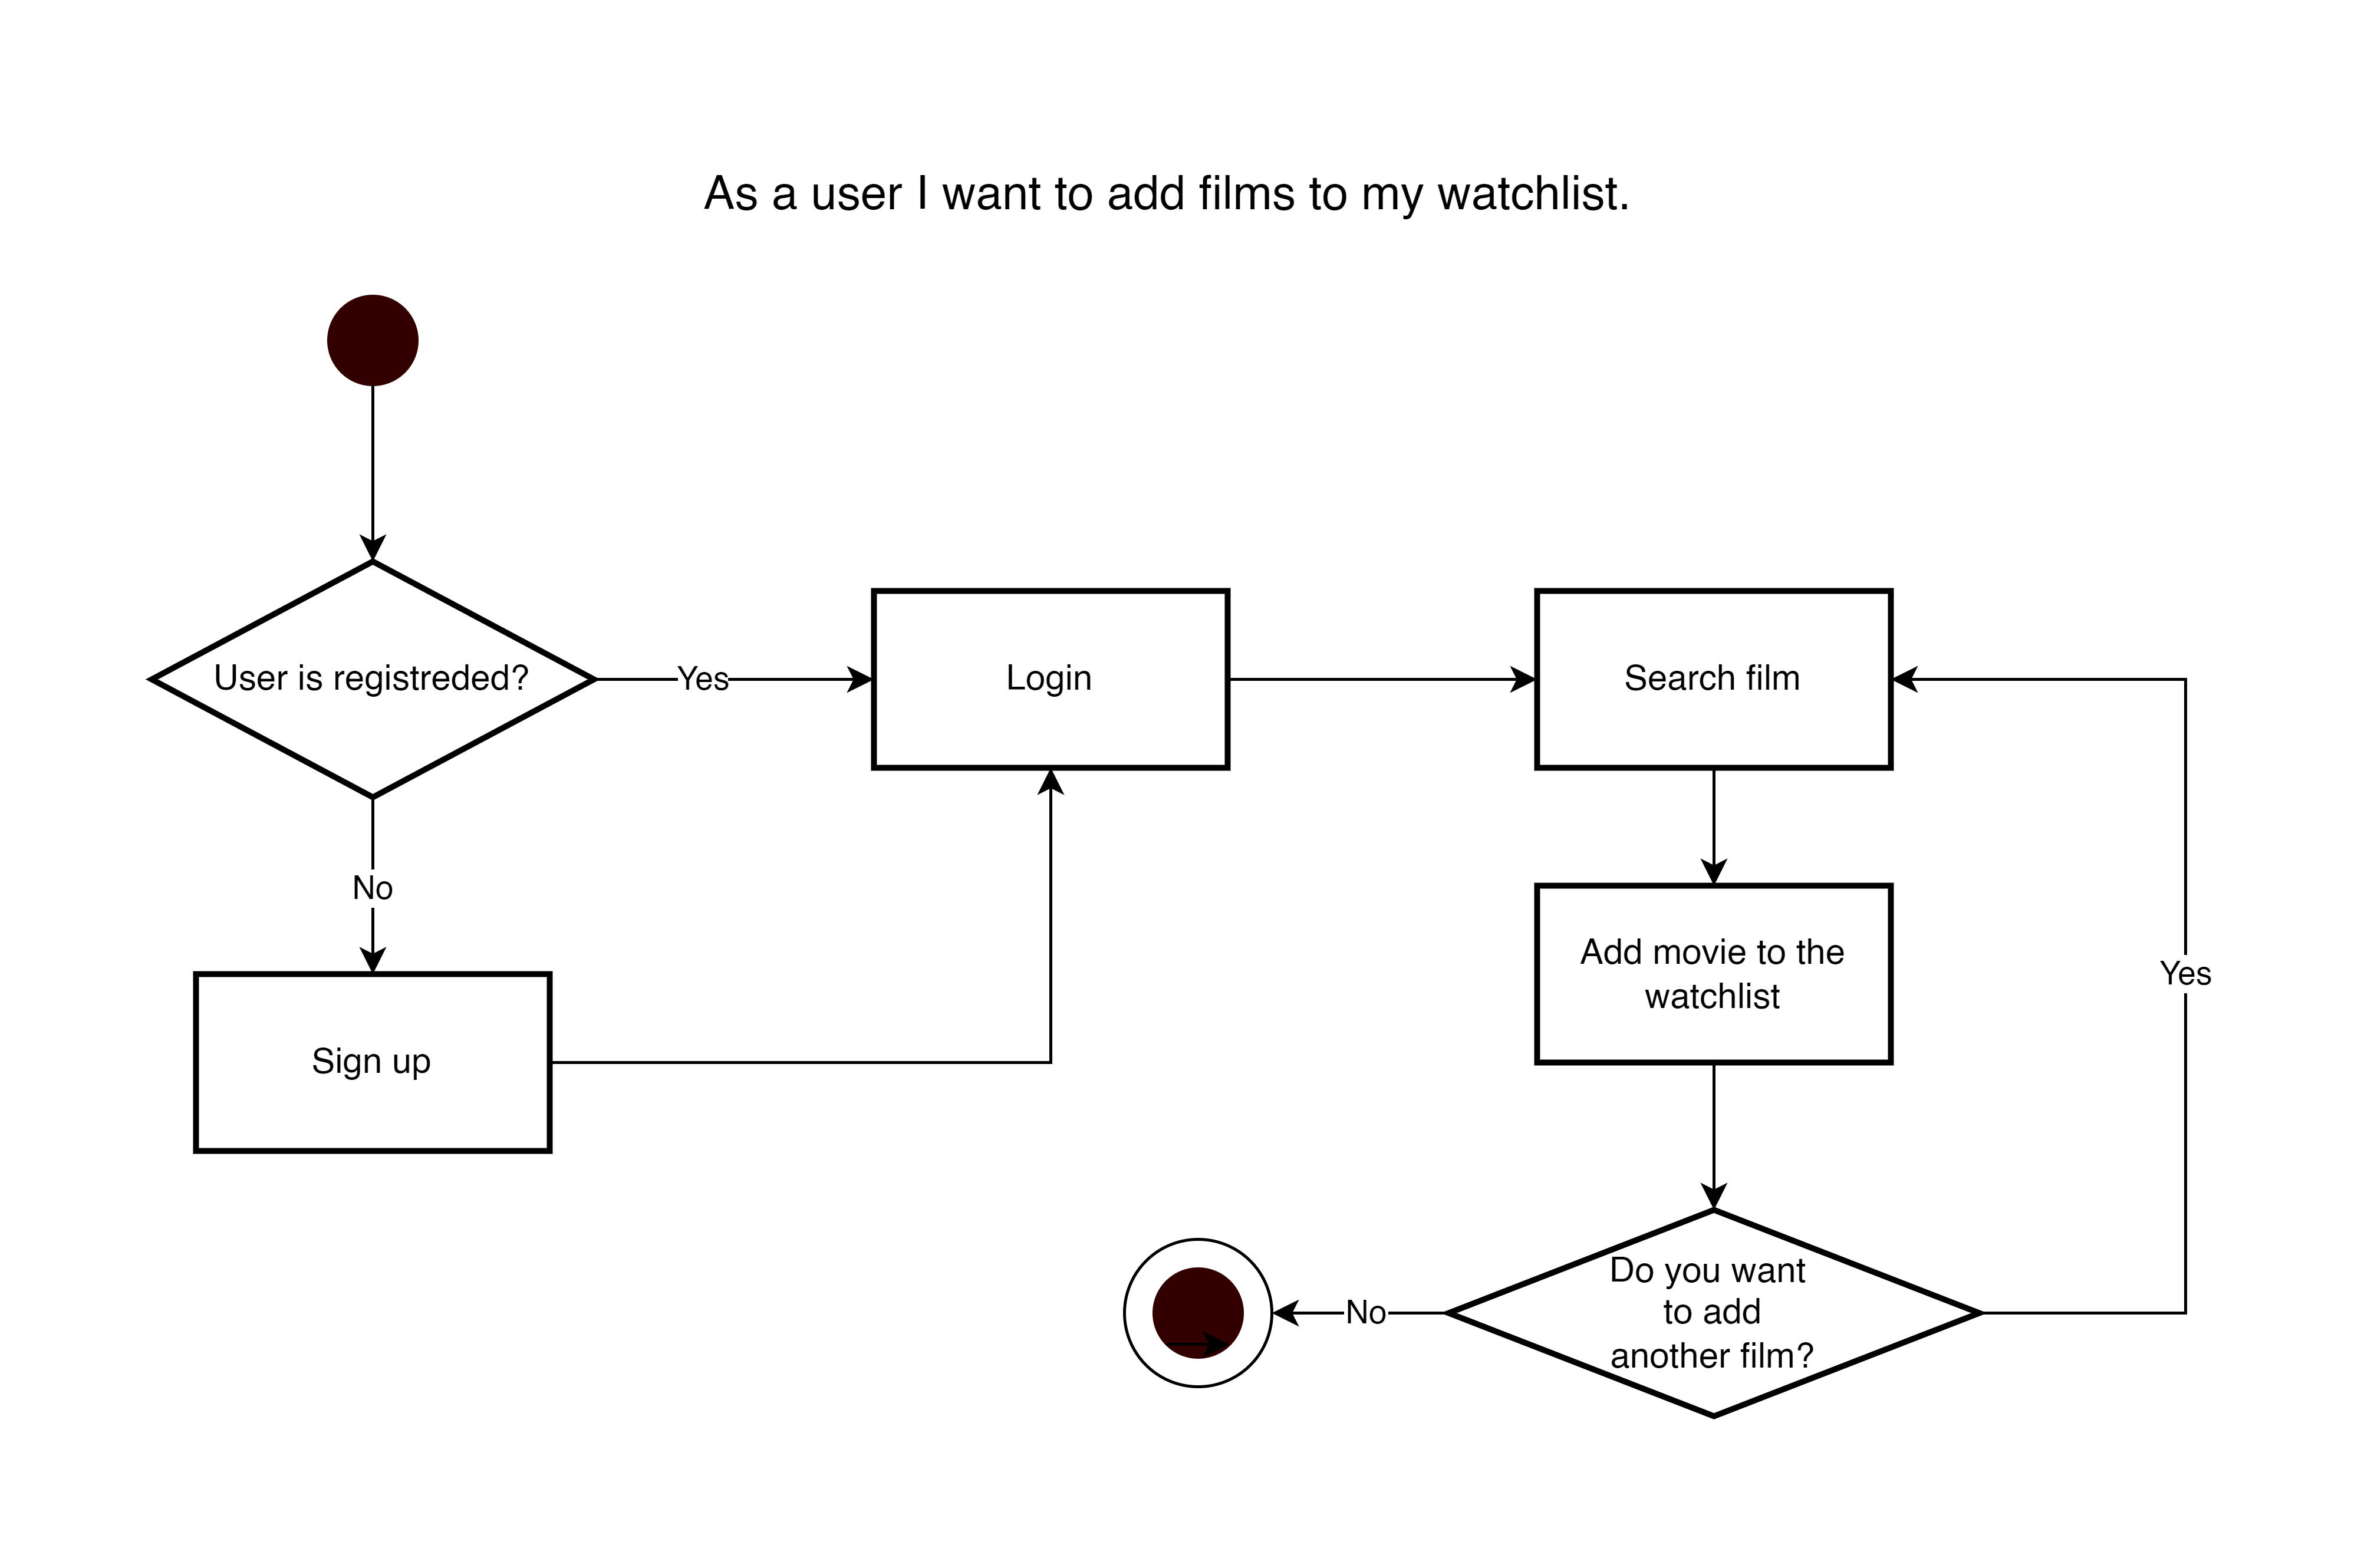 As a user I want to add films to my watchlist.
User is registreded?
Yes
Login
Search film
No
Add movie to the
watchlist
Yes
Sign up
Do you want
to add
another film?
No